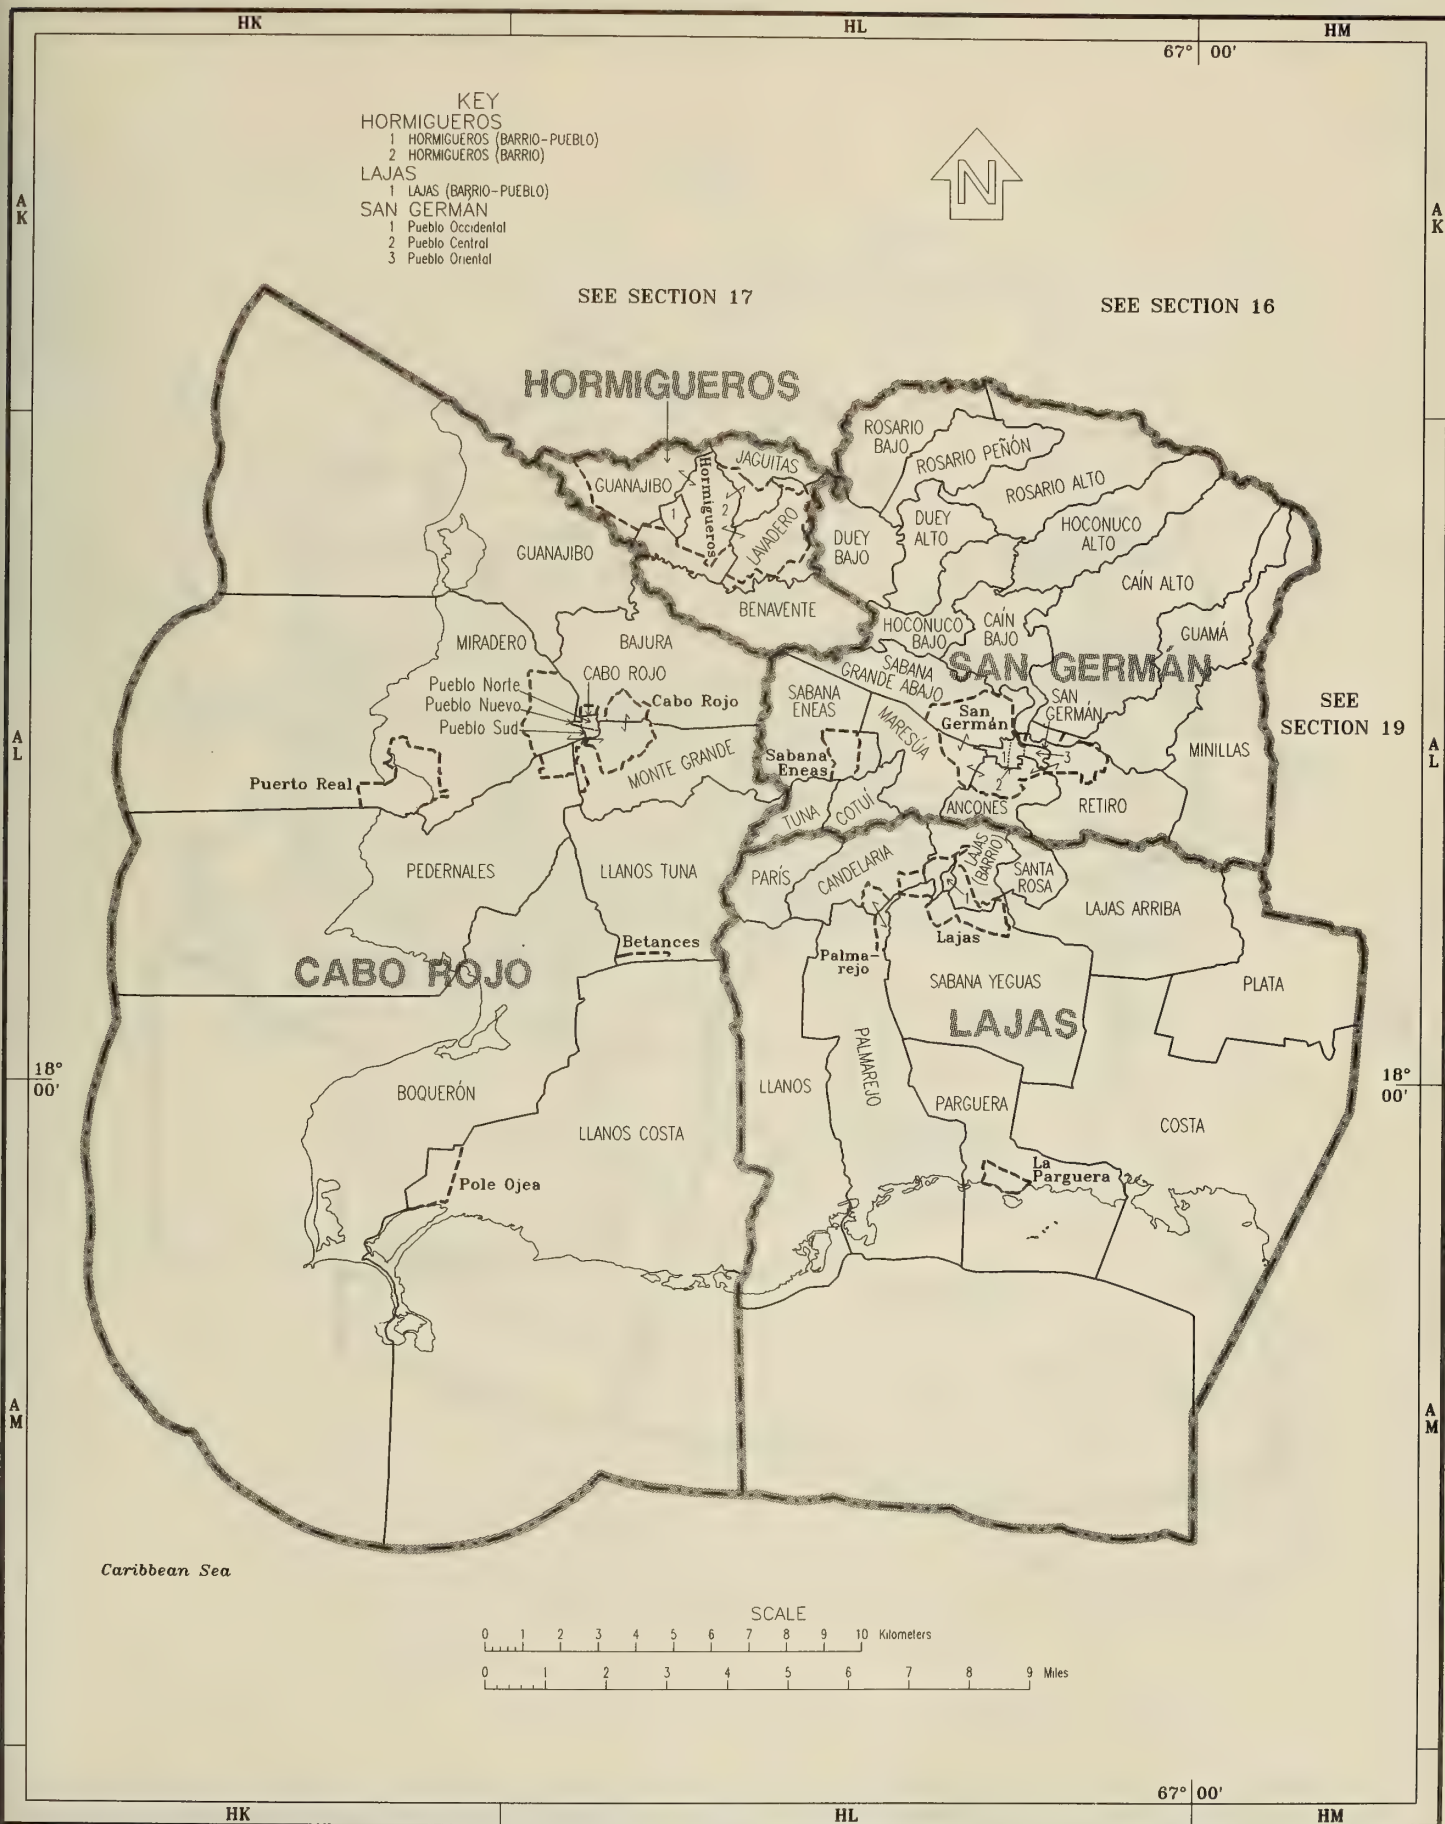 HK
HL
HM
67° 00'
KEY
HORMIGUEROS
1 HORMIGUEROS (BARRIO-PUEBLO)
2 HORMIGUEROS (BARRIO)
LAJAS
1 LAJAS (BARRIO-PUEBLO)
SAN GERMÁN
1 Pueblo Occidental
2 Pueblo Central
3 Pueblo Oriental
N
A
K
A
K
SEE SECTION 17
SEE SECTION 16
HORMIGUEROS
ROSARIO
BAJO
ROSARIO PEÑÓN
JAGUITAS
GUANAJIBO
Hormigueros
1
2
LAVADERO
ROSARIO ALTO
DUEY
ALTO
HOCONUCO
ALTO
DUEY
BAJO
GUANAJIBO
CAÍN ALTO
BENAVENTE
HOCONUCO
BAJO
CAÍN
BAJO
GUAMÁ
MIRADERO
BAJURA
SABANA
GRANDE ABAJO
SAN GERMÁN
CABO ROJO
Pueblo Norte
Pueblo Nuevo
Pueblo Sud
Cabo Rojo
SABANA
ENEAS
MARESÚA
San
Germán
SAN
GERMÁN
SEE
SECTION 19
A
L
A
L
MONTE GRANDE
Sabana
Eneas
1
3
2
MINILLAS
Puerto Real
TUNA
COTUÍ
ANCONES
RETIRO
PEDERNALES
LLANOS TUNA
PARÍS
CANDELARIA
LAJAS
(BARRIO)
1
SANTA
ROSA
LAJAS ARRIBA
Betances
Palma-
rejo
Lajas
CABO ROJO
SABANA YEGUAS
PLATA
LAJAS
PALMAREJO
18°
00'
18°
00'
BOQUERÓN
LLANOS
PARGUERA
LLANOS COSTA
COSTA
La
Parguera
Pole Ojea
A
M
A
M
Caribbean Sea
SCALE
0 1 2 3 4 5 6 7 8 9 10 Kilometers
0 1 2 3 4 5 6 7 8 9 Miles
67° 00'
HK
HL
HM